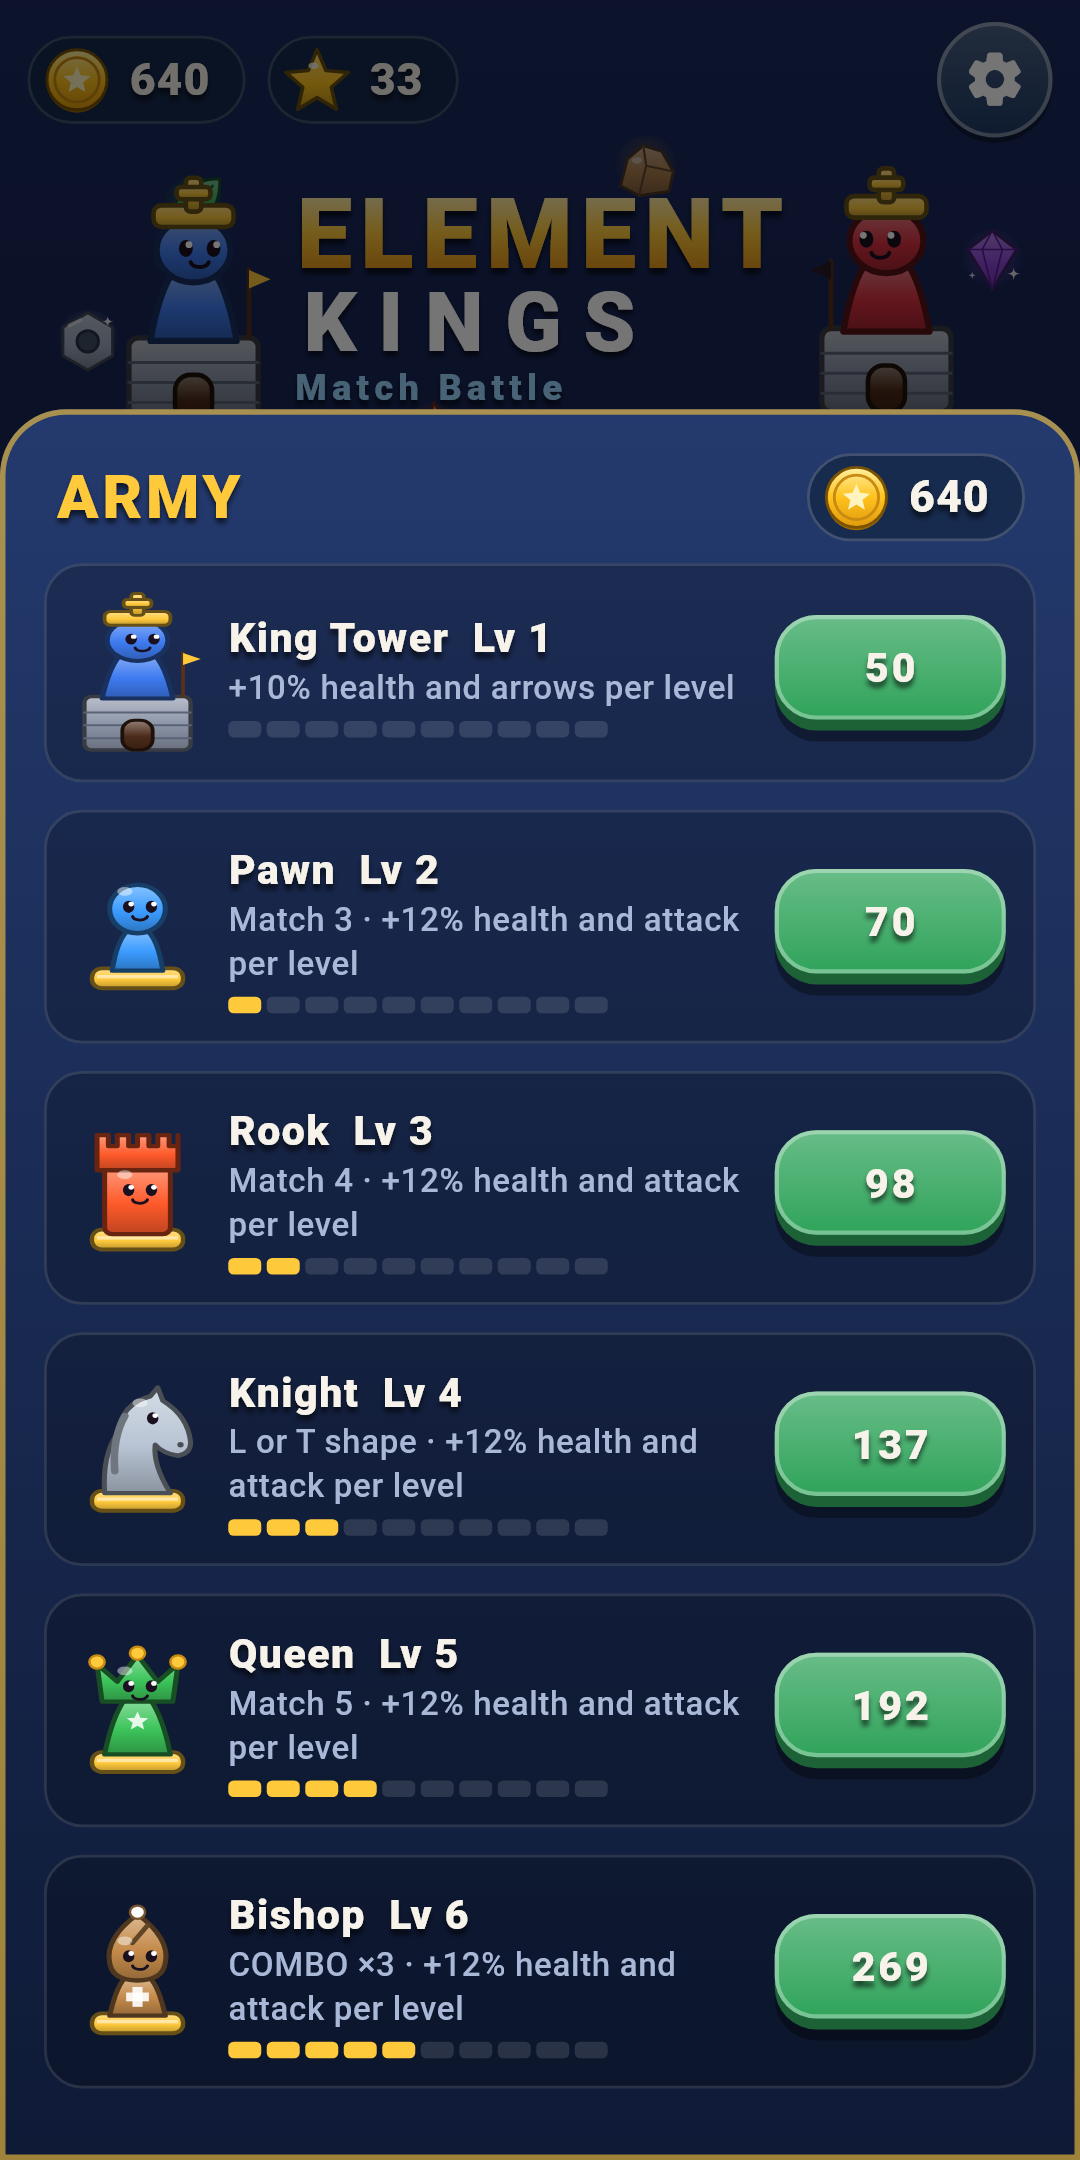 640
33
ELEMENT
KINGS
Match Battle
ARMY
640
King Tower Lv 1
+10% health and arrows per level
50
Pawn Lv 2
Match 3 · +12% health and attack
per level
70
Rook Lv 3
Match 4 · +12% health and attack
per level
98
Knight Lv 4
L or T shape · +12% health and
attack per level
137
Queen Lv 5
Match 5 · +12% health and attack
per level
192
Bishop Lv 6
COMBO ×3 · +12% health and
attack per level
269